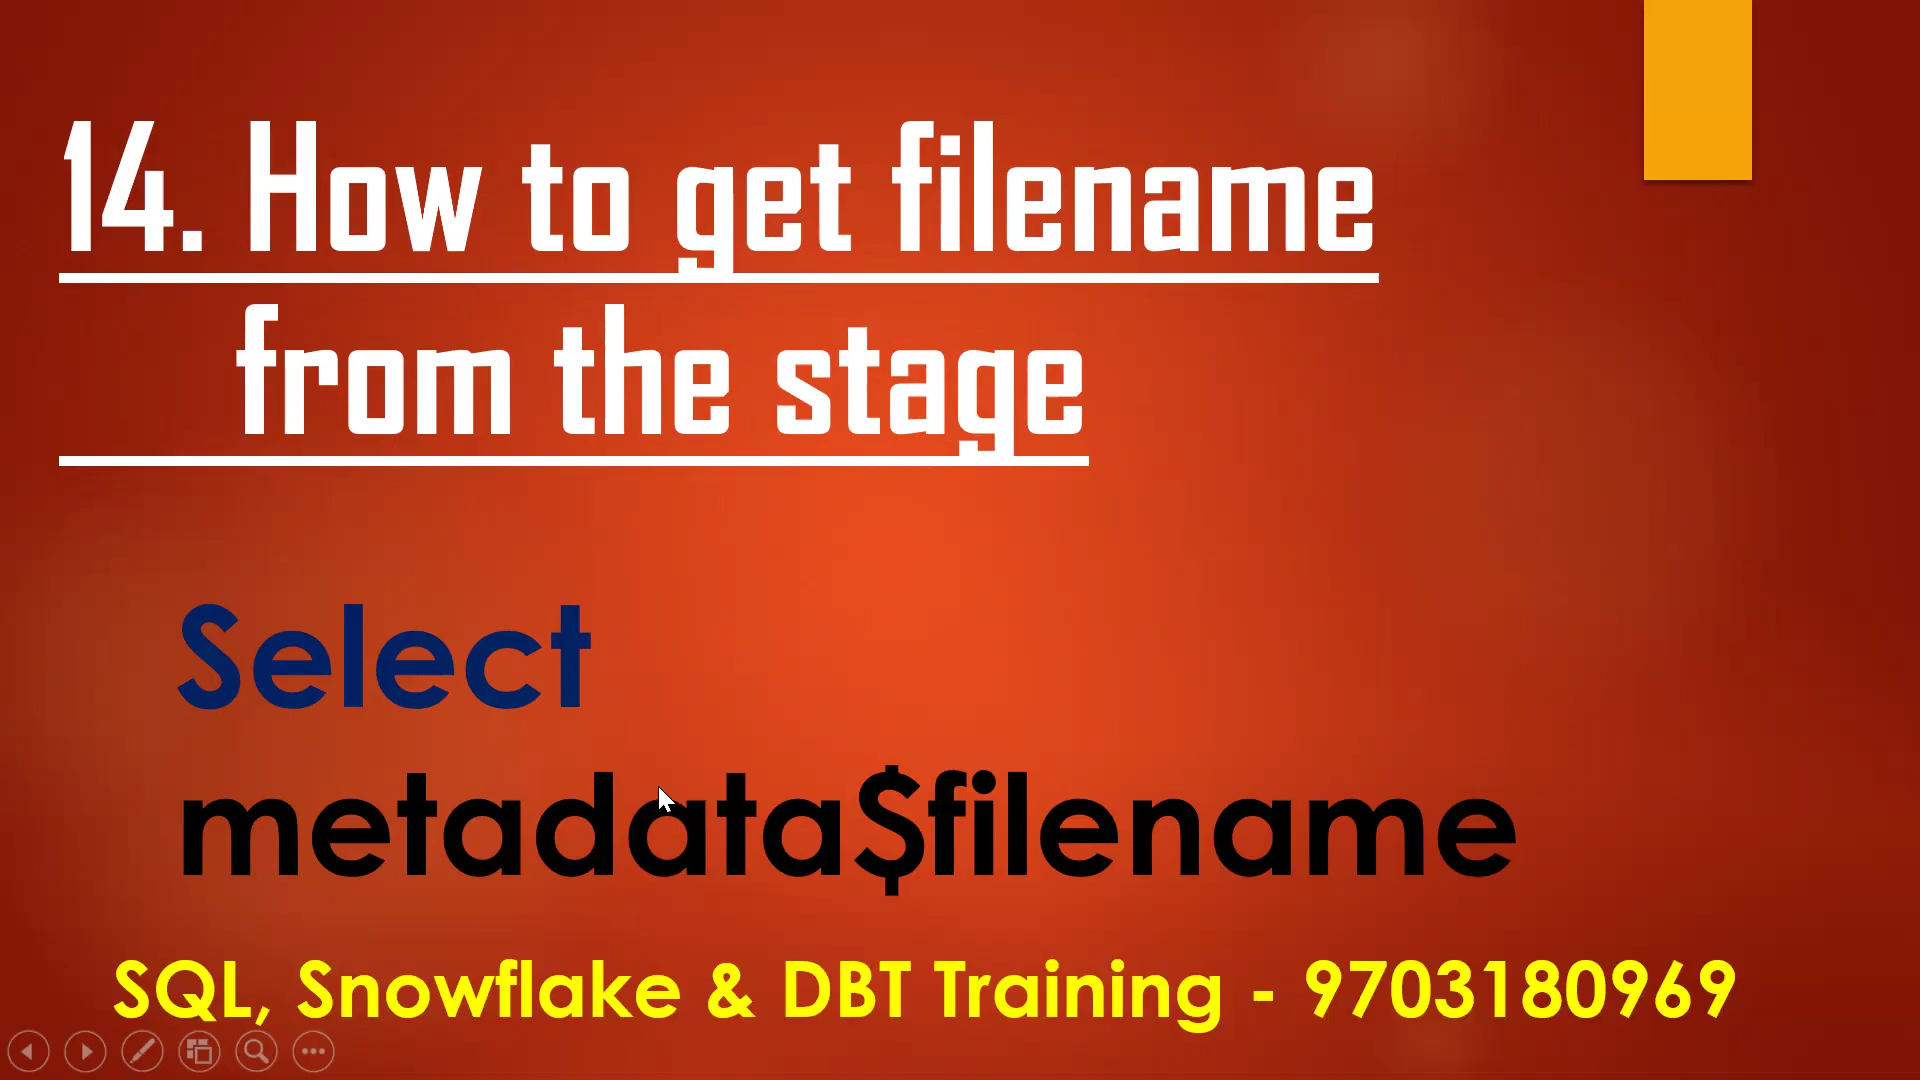 14. How to get filename
from the stage
Select
metadata$filename
SQL, Snowflake & DBT Training - 9703180969